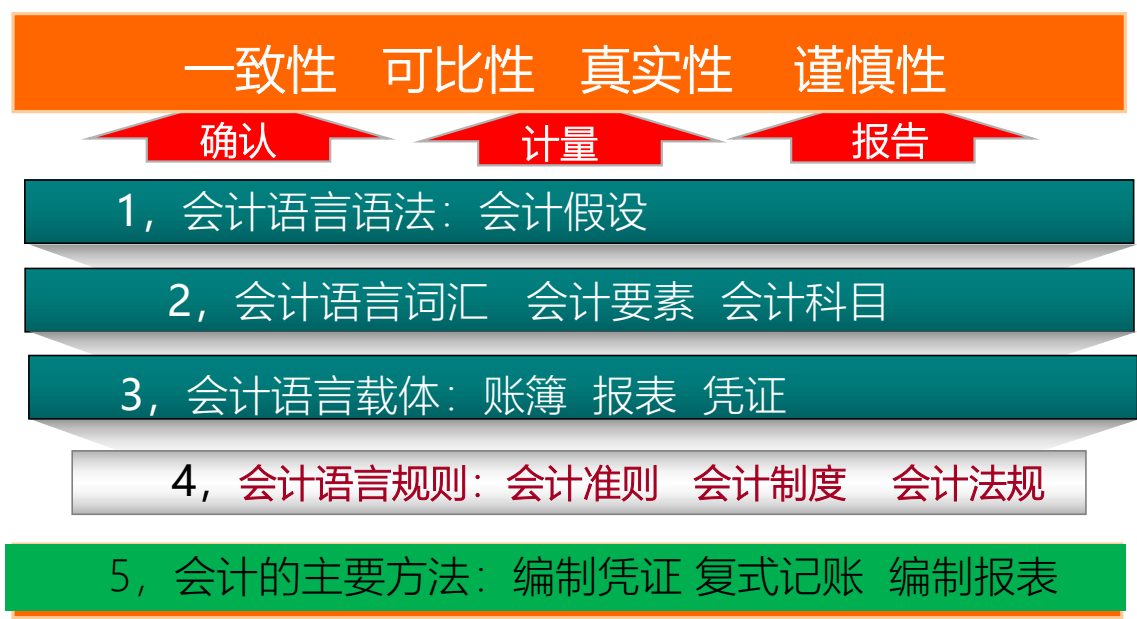 一致性 可比性 真实性 谨慎性
确认 计量 报告
1，会计语言语法：会计假设
2，会计语言词汇 会计要素 会计科目
3，会计语言载体：账簿 报表 凭证
4，会计语言规则：会计准则 会计制度 会计法规
5，会计的主要方法：编制凭证 复式记账 编制报表